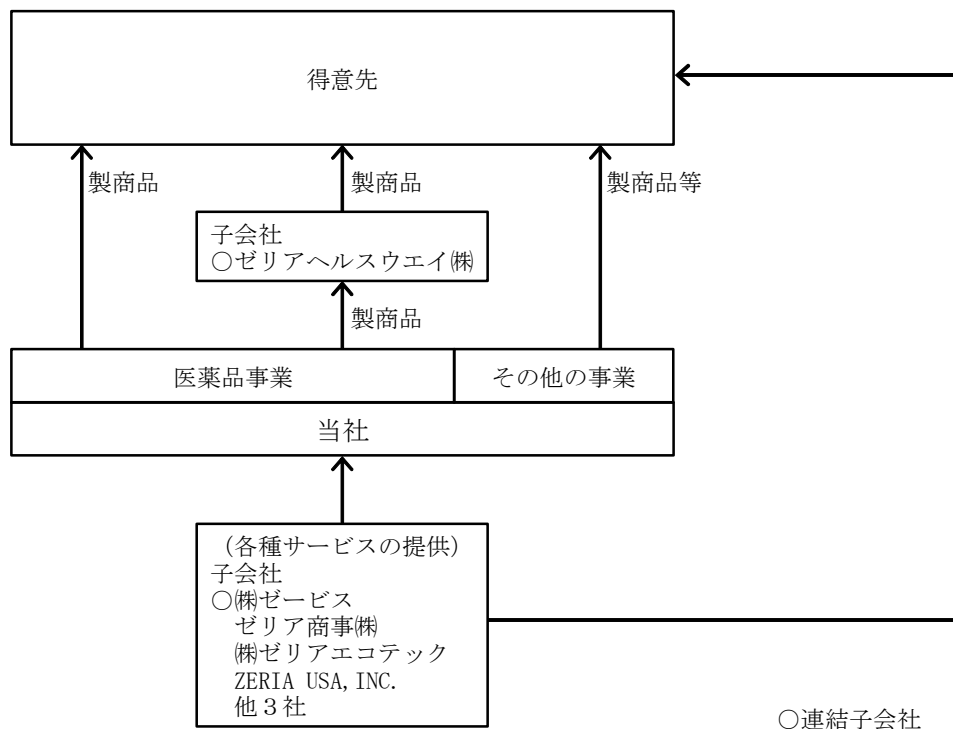 得意先
製商品
製商品
製商品等
子会社
○ゼリアヘルスウエイ㈱
製商品
医薬品事業
その他の事業
当社
(各種サービスの提供)
子会社
○㈱ゼービス
ゼリア商事㈱
㈱ゼリアエコテック
ZERIA USA,INC.
他３社
○連結子会社